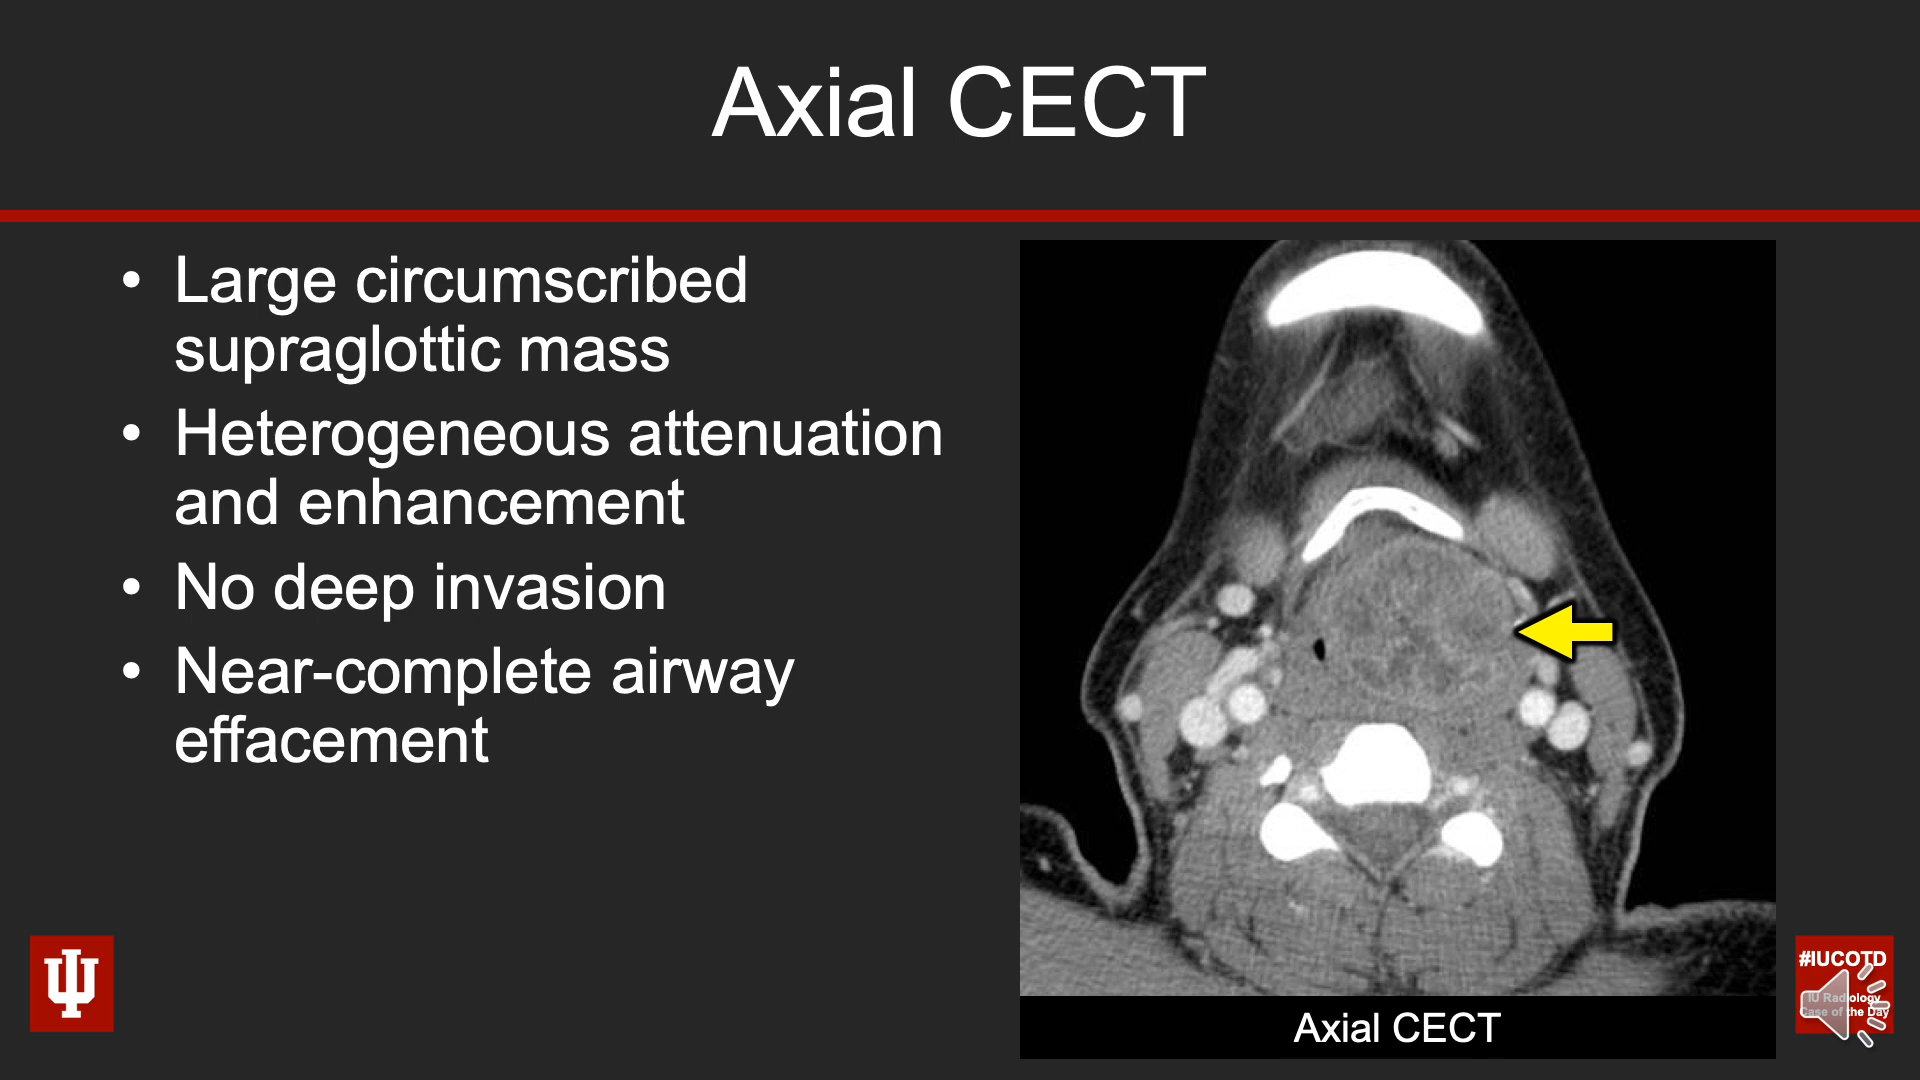 Axial CECT
• Large circumscribed
supraglottic mass
• Heterogeneous attenuation
and enhancement
• No deep invasion
• Near-complete airway
effacement
Axial CECT
#IUCOTD
IU Radiology
Case of the Day